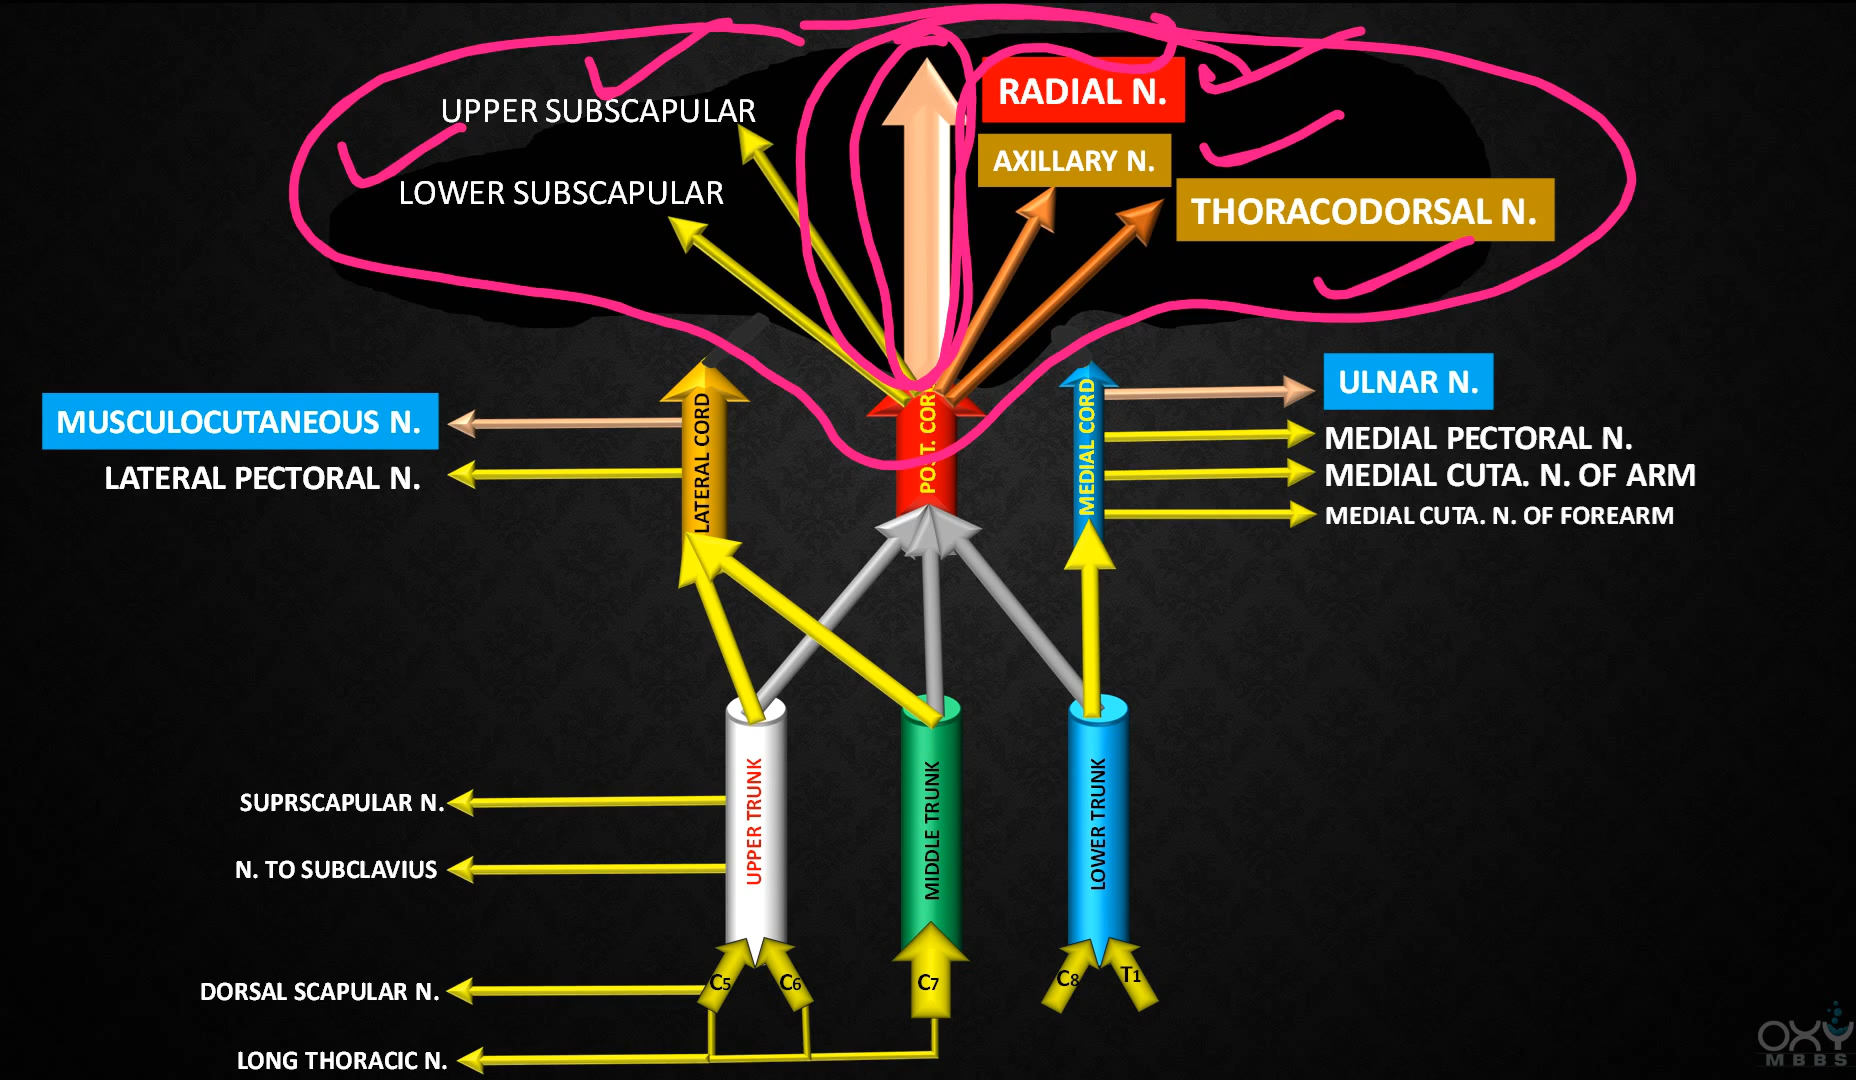 UPPER SUBSCAPULAR
LOWER SUBSCAPULAR
RADIAL N.
AXILLARY N.
THORACODORSAL N.
MUSCULOCUTANEOUS N.
LATERAL PECTORAL N.
LATERAL CORD
POST. CORD
MEDIAL CORD
ULNAR N.
MEDIAL PECTORAL N.
MEDIAL CUTA. N. OF ARM
MEDIAL CUTA. N. OF FOREARM
UPPER TRUNK
MIDDLE TRUNK
LOWER TRUNK
SUPRSCAPULAR N.
N. TO SUBCLAVIUS
DORSAL SCAPULAR N.
LONG THORACIC N.
C5
C6
C7
C8
T1
OXY
MBBS